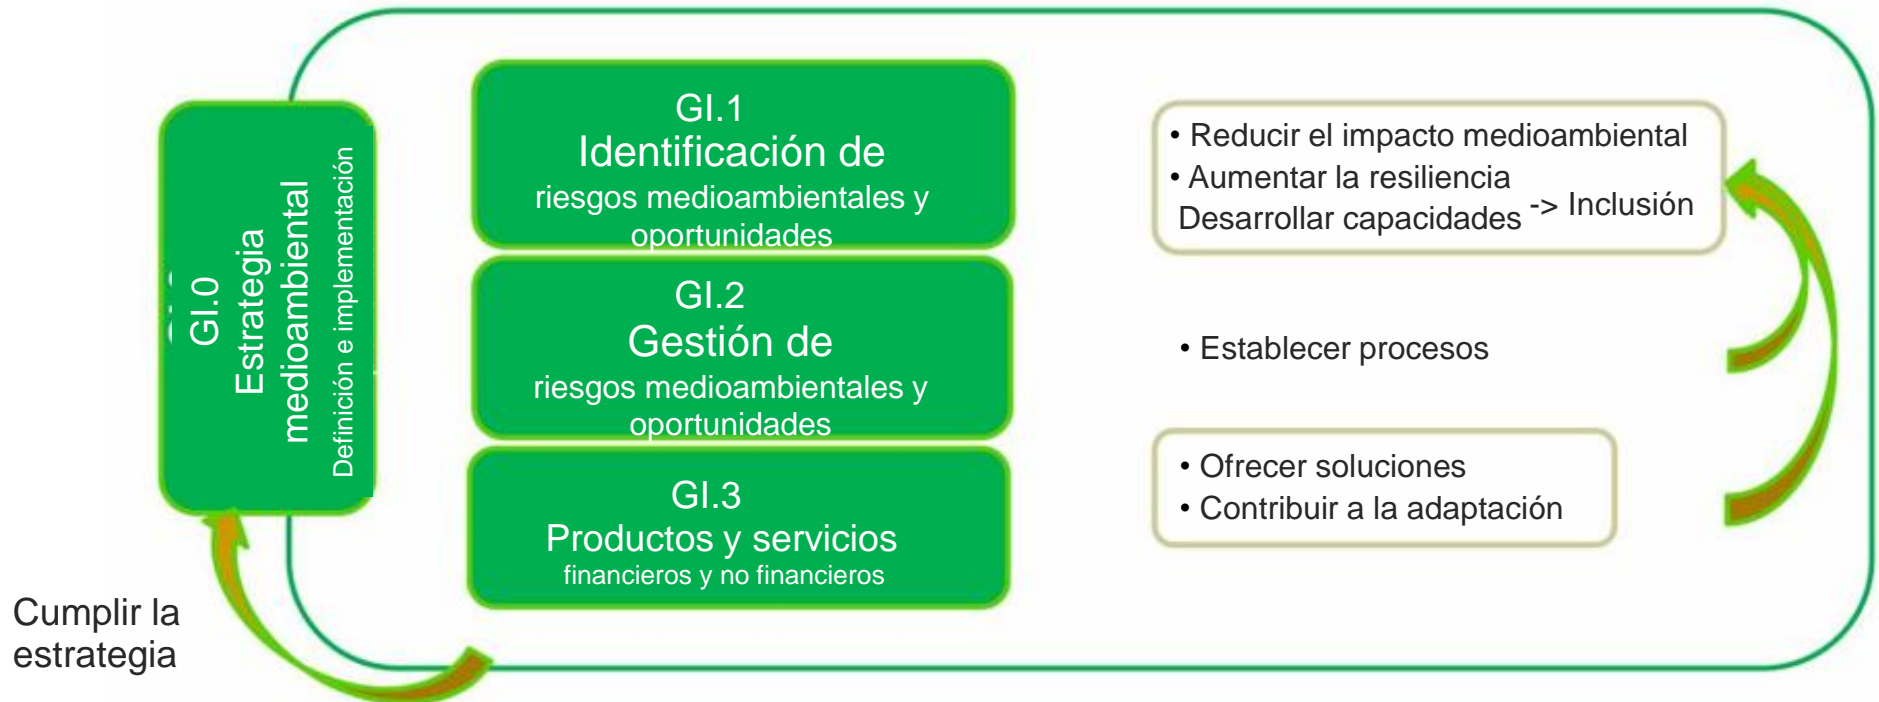 GI.0
Estrategia
medioambiental
Definición e implementación
GI.1
Identificación de
riesgos medioambientales y
oportunidades
GI.2
Gestión de
riesgos medioambientales y
oportunidades
GI.3
Productos y servicios
financieros y no financieros
• Reducir el impacto medioambiental
• Aumentar la resiliencia
Desarrollar capacidades -> Inclusión
• Establecer procesos
• Ofrecer soluciones
• Contribuir a la adaptación
Cumplir la
estrategia